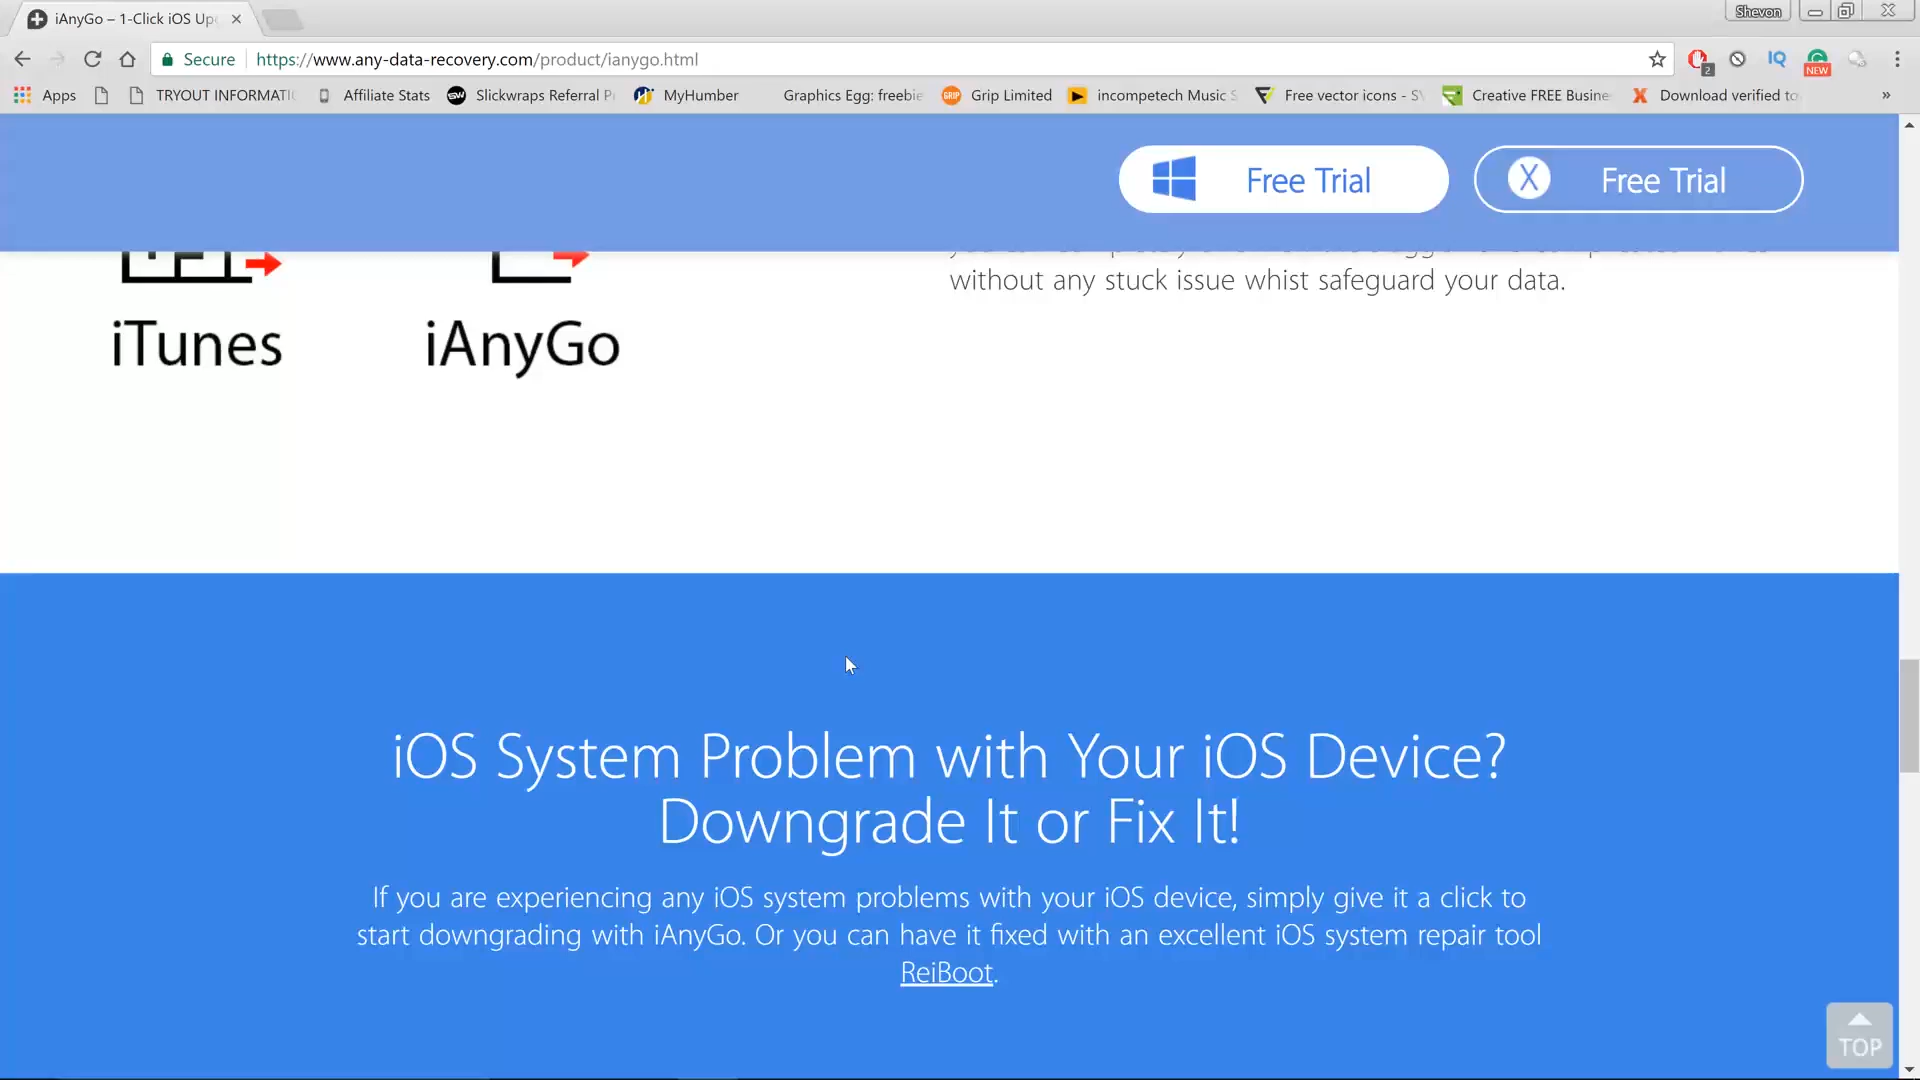 iAnyGo – 1-Click iOS Up
Shevon
Secure
https://www.any-data-recovery.com/product/ianygo.html
2
IQ
NEW
Apps
TRYOUT INFORMATI
Affiliate Stats
SW
Slickwraps Referral P
MyHumber
Graphics Egg: freebie
GRIP
Grip Limited
incompetech Music S
Free vector icons - SV
Creative FREE Busine
Download verified to
»
Free Trial
X
Free Trial
without any stuck issue whist safeguard your data.
iTunes
iAnyGo
iOS System Problem with Your iOS Device?
Downgrade It or Fix It!
If you are experiencing any iOS system problems with your iOS device, simply give it a click to
start downgrading with iAnyGo. Or you can have it fixed with an excellent iOS system repair tool
ReiBoot.
TOP